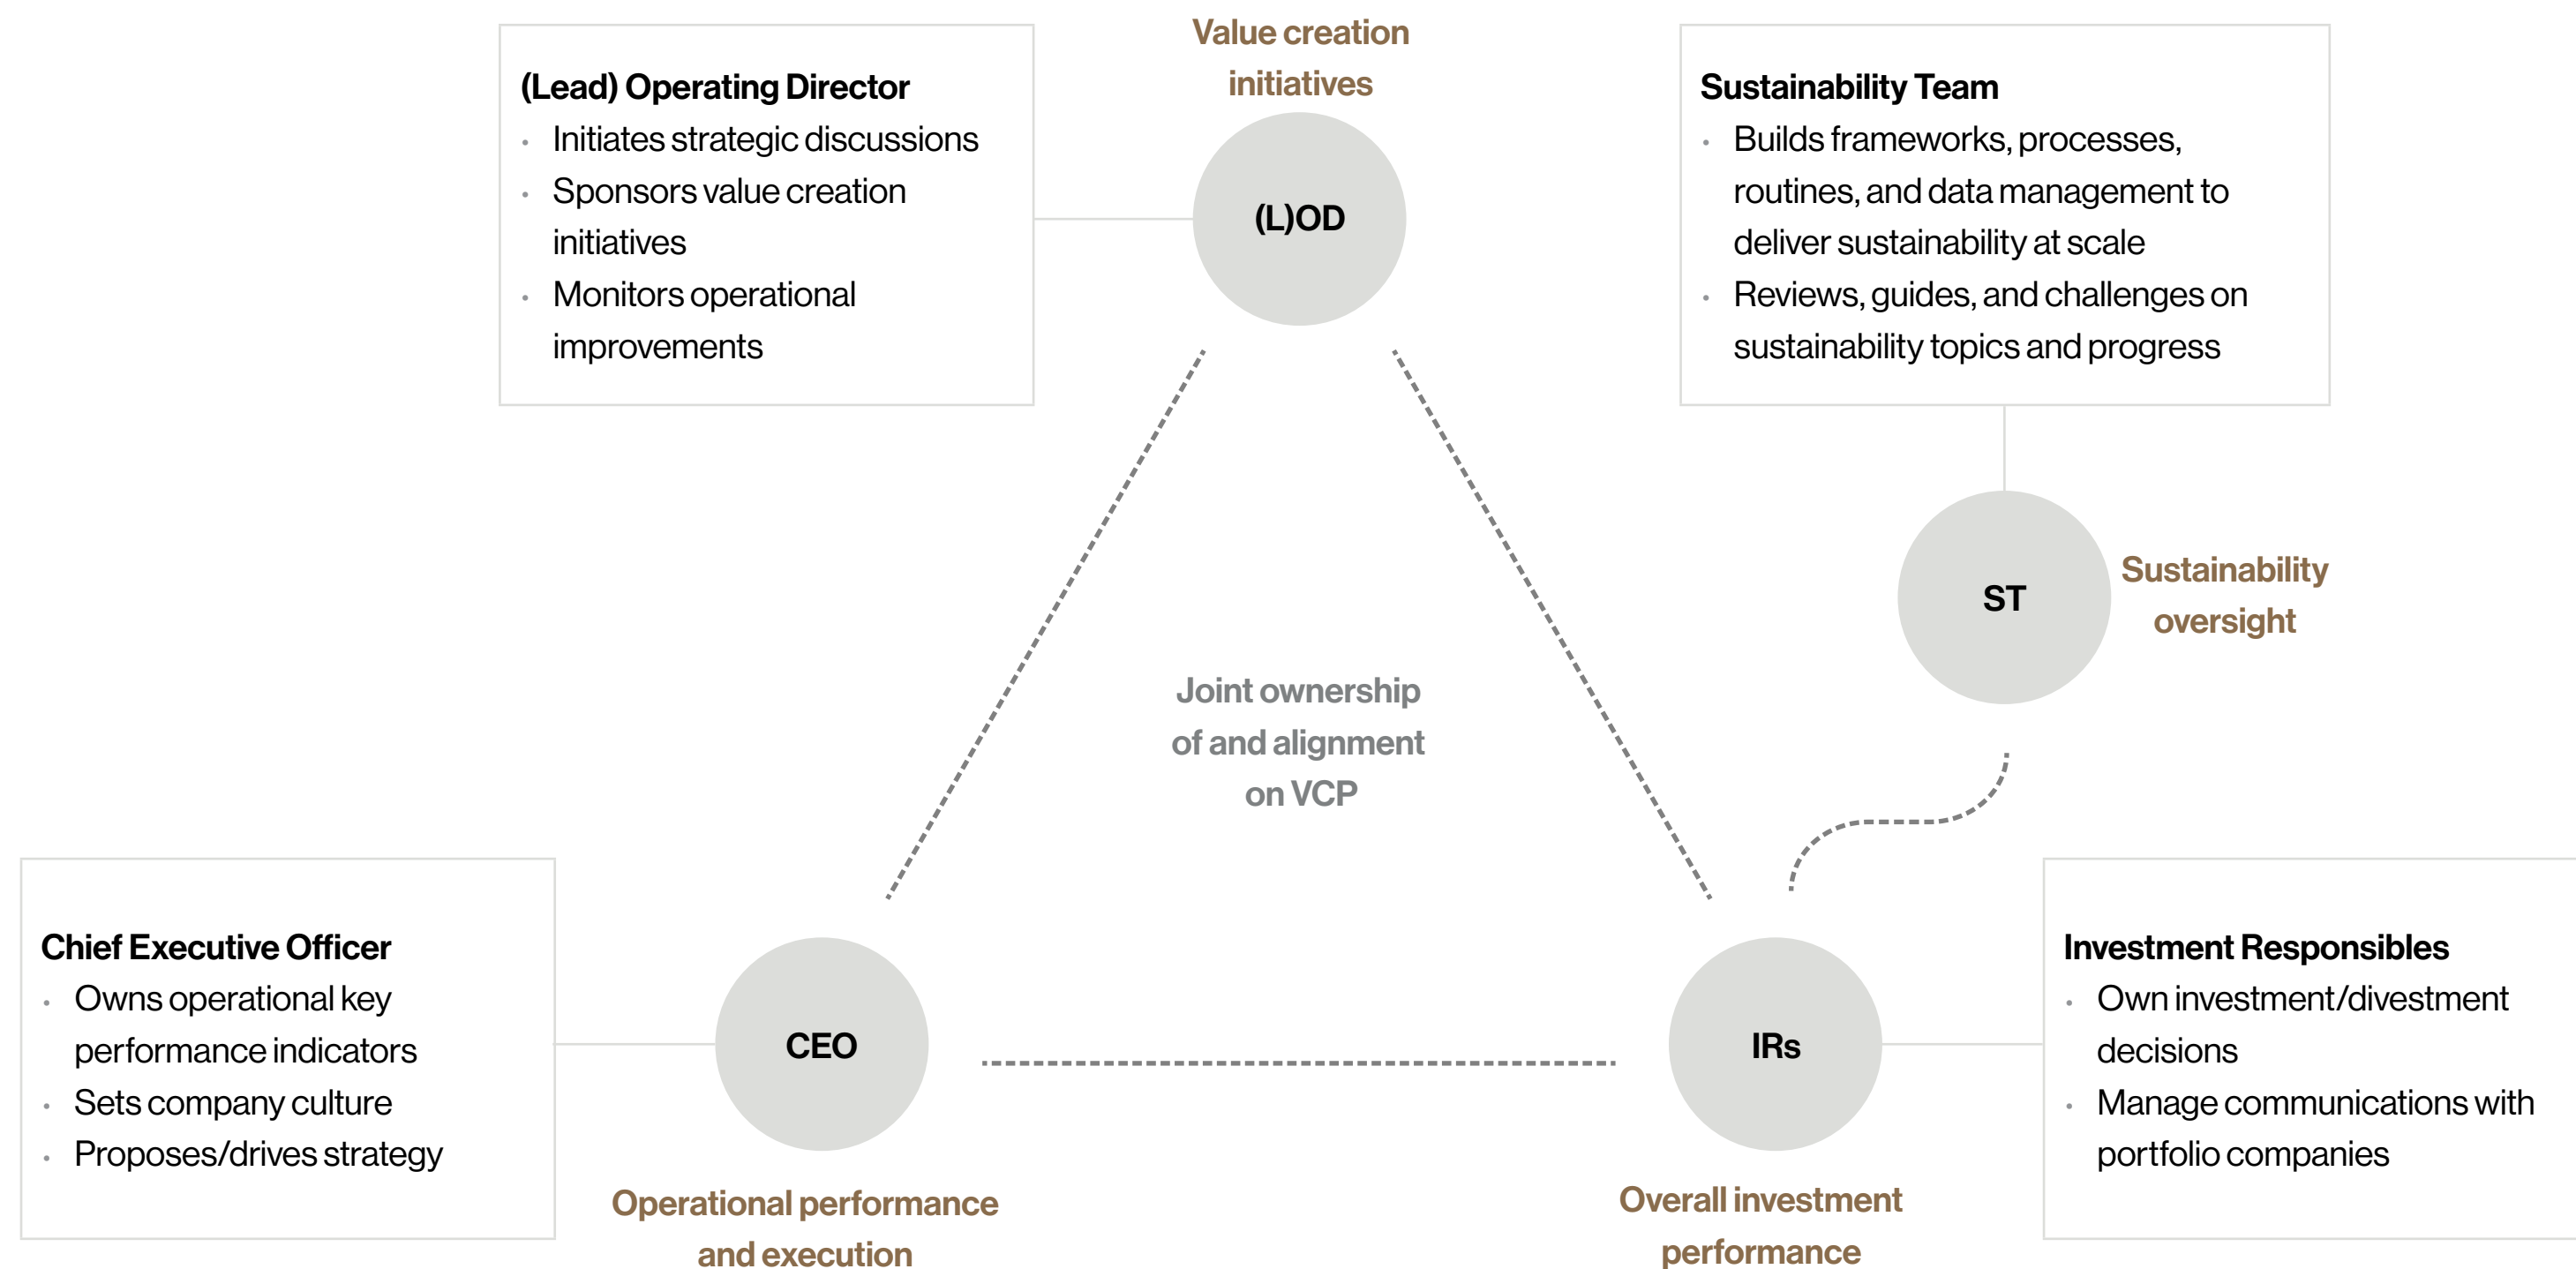 Value creation
initiatives
(Lead) Operating Director
· Initiates strategic discussions
· Sponsors value creation
initiatives
· Monitors operational
improvements
(L)OD
Sustainability Team
· Builds frameworks, processes,
routines, and data management to
deliver sustainability at scale
· Reviews, guides, and challenges on
sustainability topics and progress
ST
Sustainability
oversight
Joint ownership
of and alignment
on VCP
Chief Executive Officer
· Owns operational key
performance indicators
· Sets company culture
· Proposes/drives strategy
CEO
Operational performance
and execution
IRs
Overall investment
performance
Investment Responsibles
· Own investment/divestment
decisions
· Manage communications with
portfolio companies